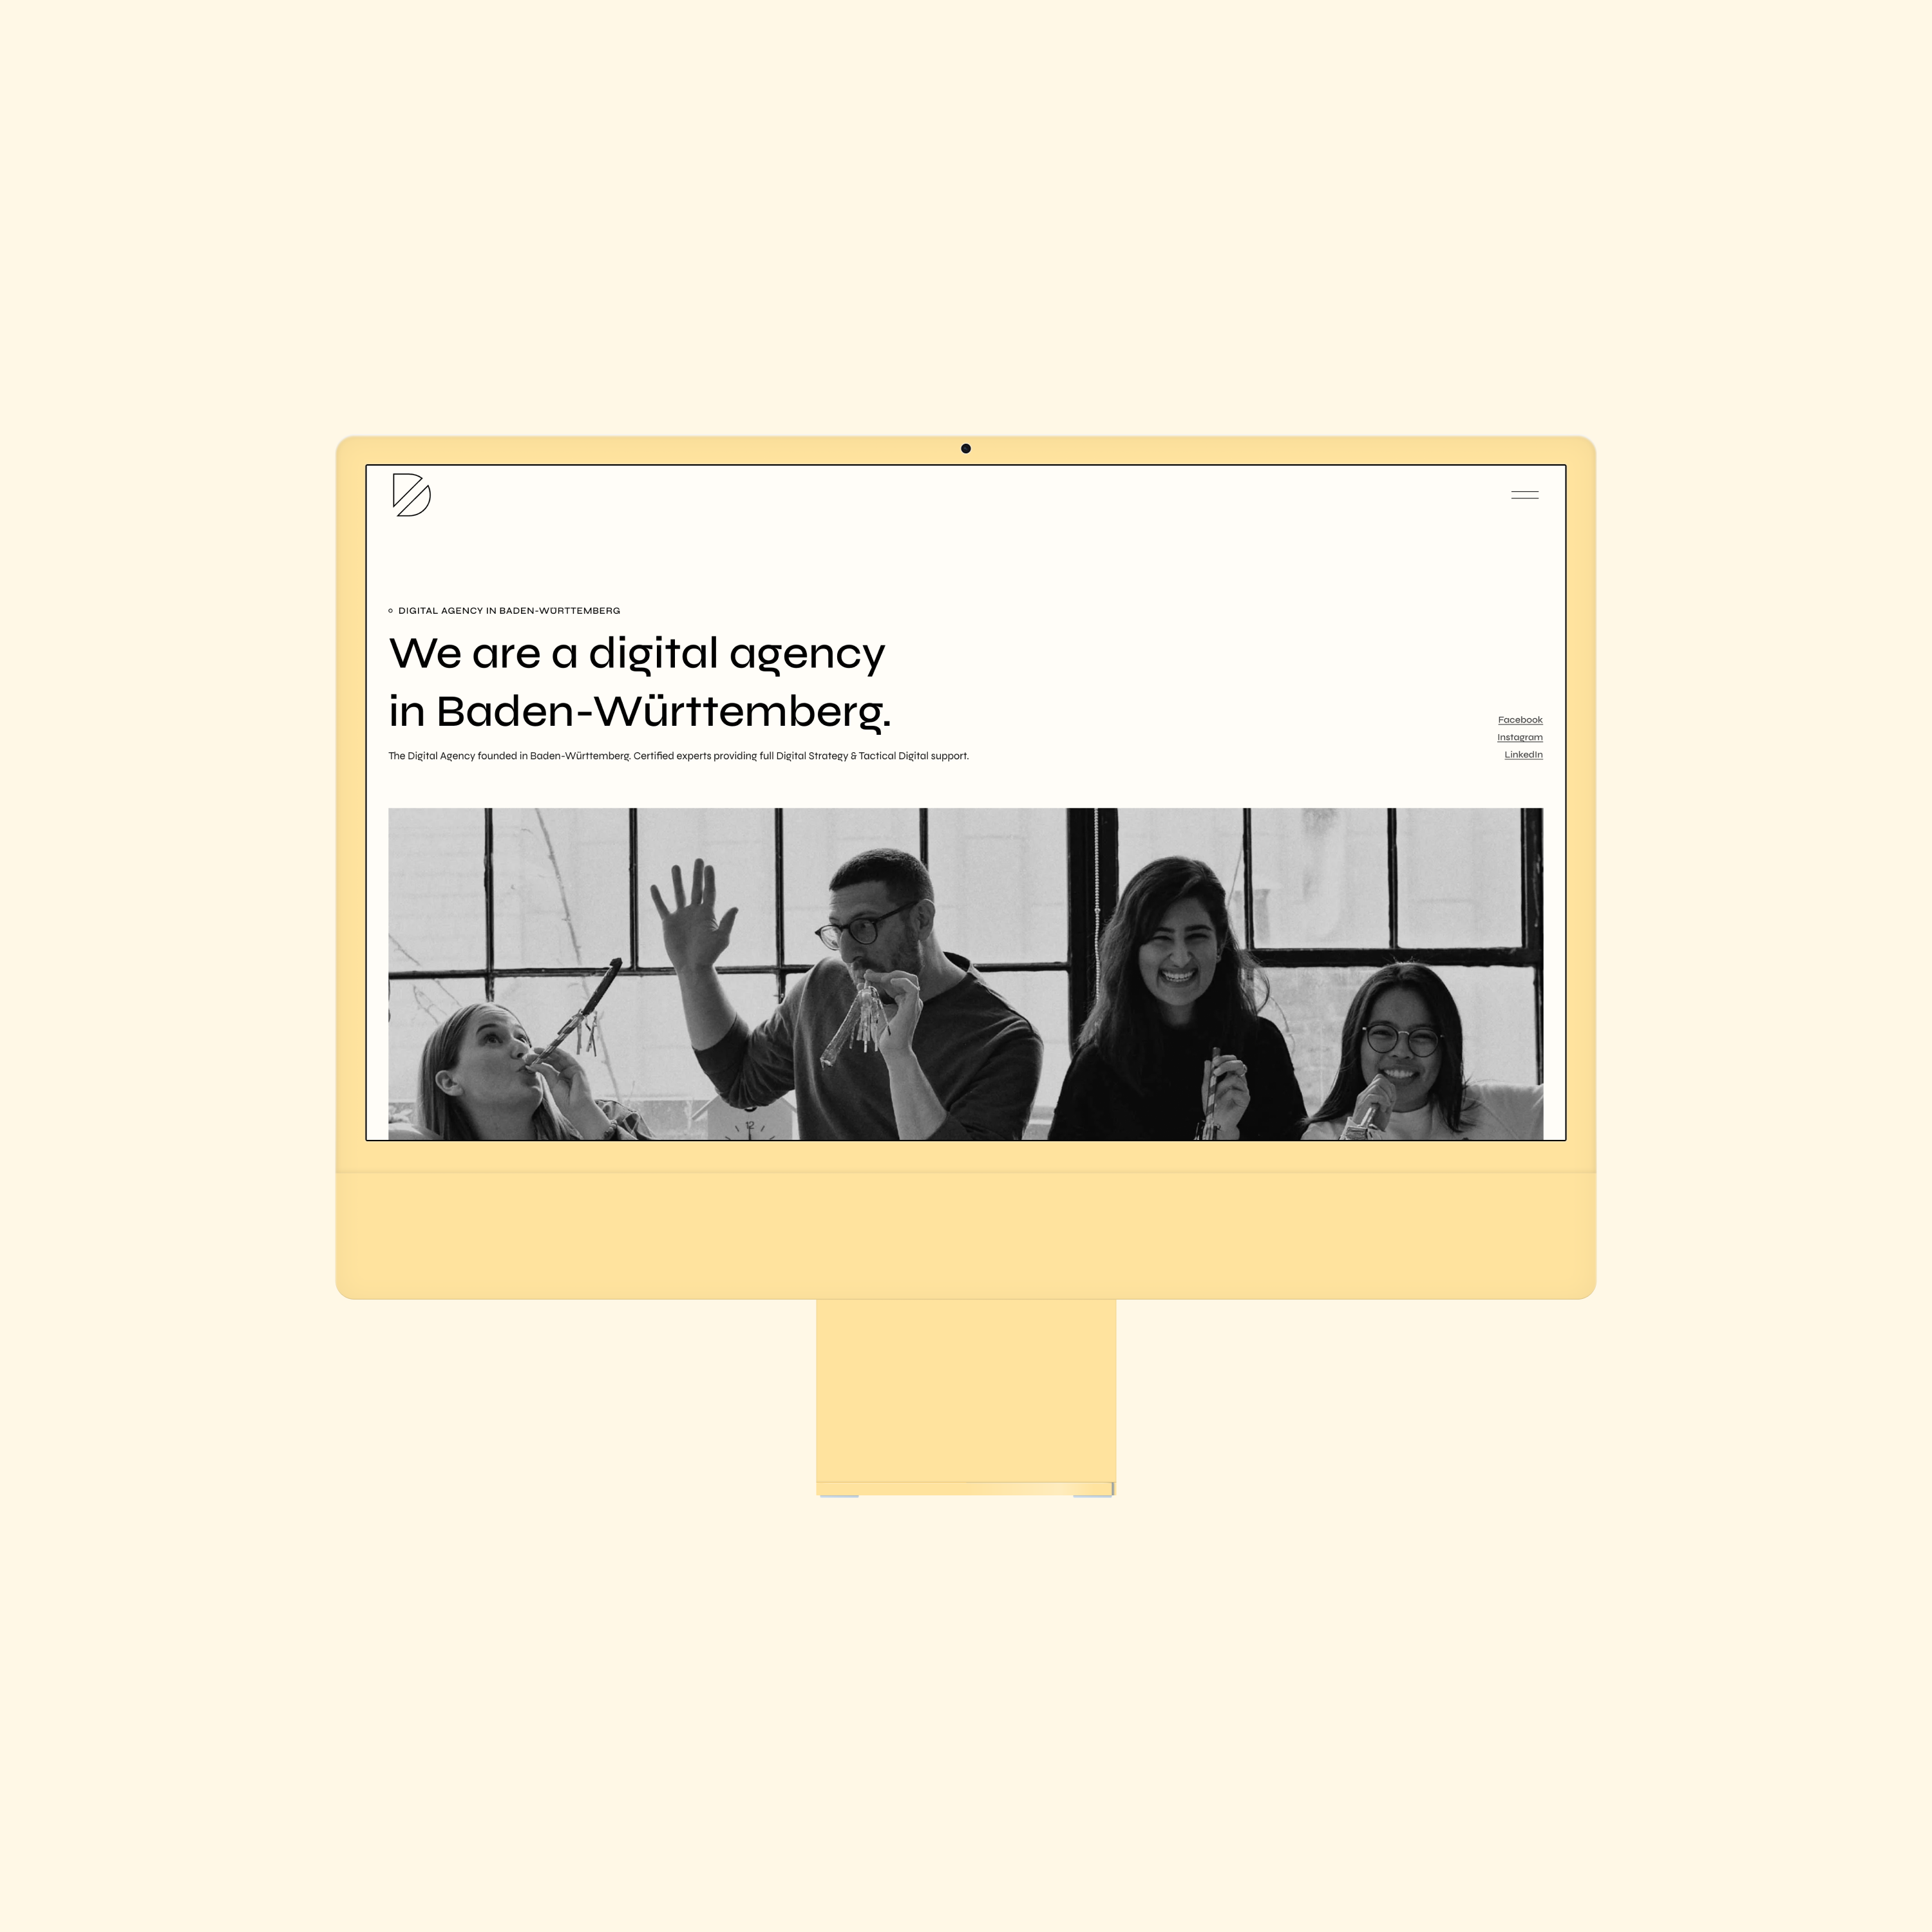 DIGITAL AGENCY IN BADEN-WÜRTTEMBERG
We are a digital agency
in Baden-Württemberg.
The Digital Agency founded in Baden-Württemberg. Certified experts providing full Digital Strategy & Tactical Digital support.
Facebook
Instagram
LinkedIn
12